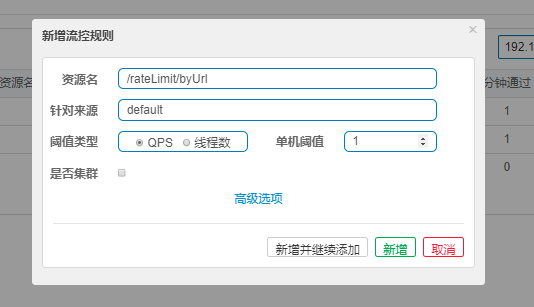 新增流控规则 ×
192.1
资源名 /rateLimit/byUrl
资源名 分钟通过
针对来源 default
1
阈值类型 QPS 线程数 单机阈值 1
1
是否集群
0
高级选项
新增并继续添加 新增 取消